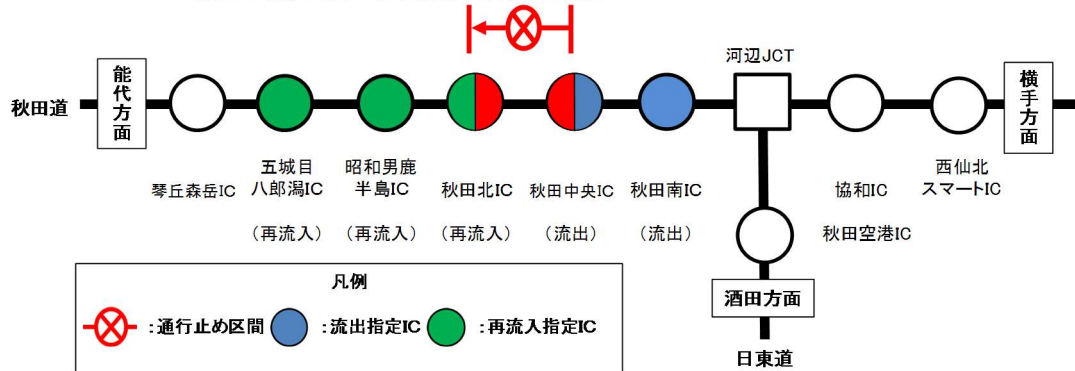 河辺JCT
秋田道
能代方面
横手方面
琴丘森岳IC
五城目
八郎潟IC
(再流入)
昭和男鹿
半島IC
(再流入)
秋田北IC
(再流入)
秋田中央IC
(流出)
秋田南IC
(流出)
協和IC
西仙北
スマートIC
秋田空港IC
酒田方面
日東道
凡例
:通行止め区間
:流出指定IC
:再流入指定IC